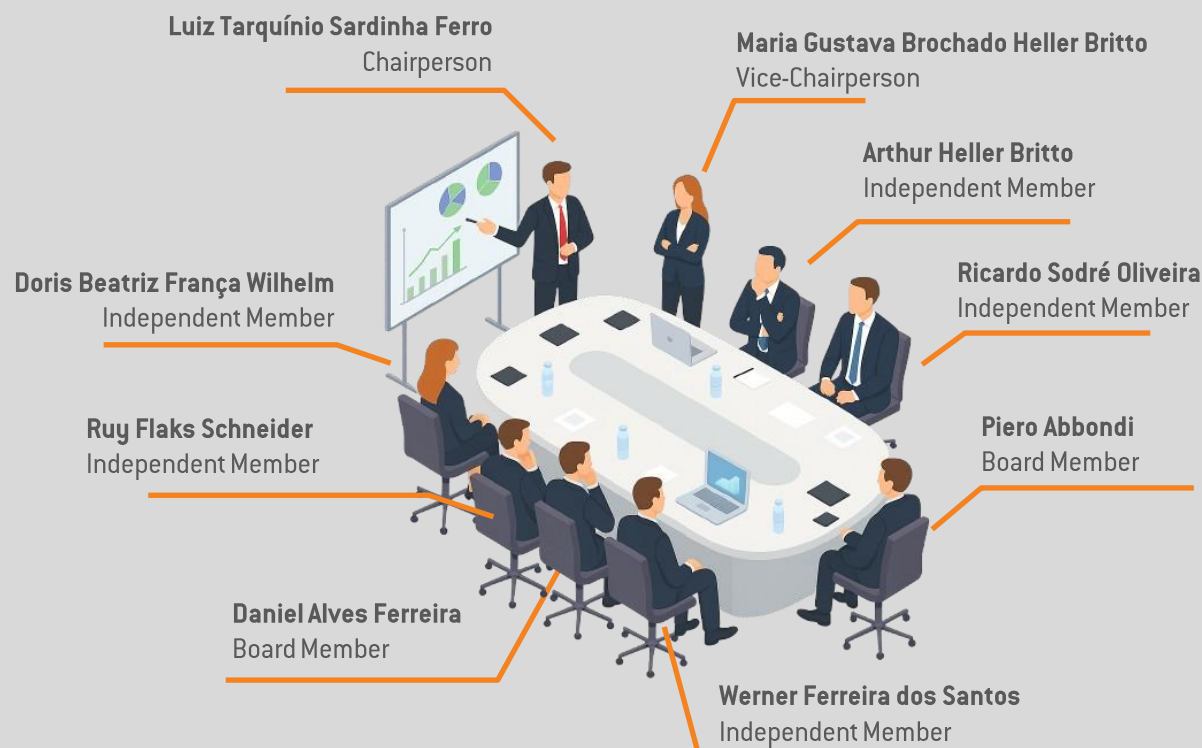 Luiz Tarquínio Sardinha Ferro
Chairperson
Maria Gustava Brochado Heller Britto
Vice-Chairperson
Arthur Heller Britto
Independent Member
Ricardo Sodré Oliveira
Independent Member
Doris Beatriz França Wilhelm
Independent Member
Ruy Flaks Schneider
Independent Member
Piero Abbondi
Board Member
Daniel Alves Ferreira
Board Member
Werner Ferreira dos Santos
Independent Member